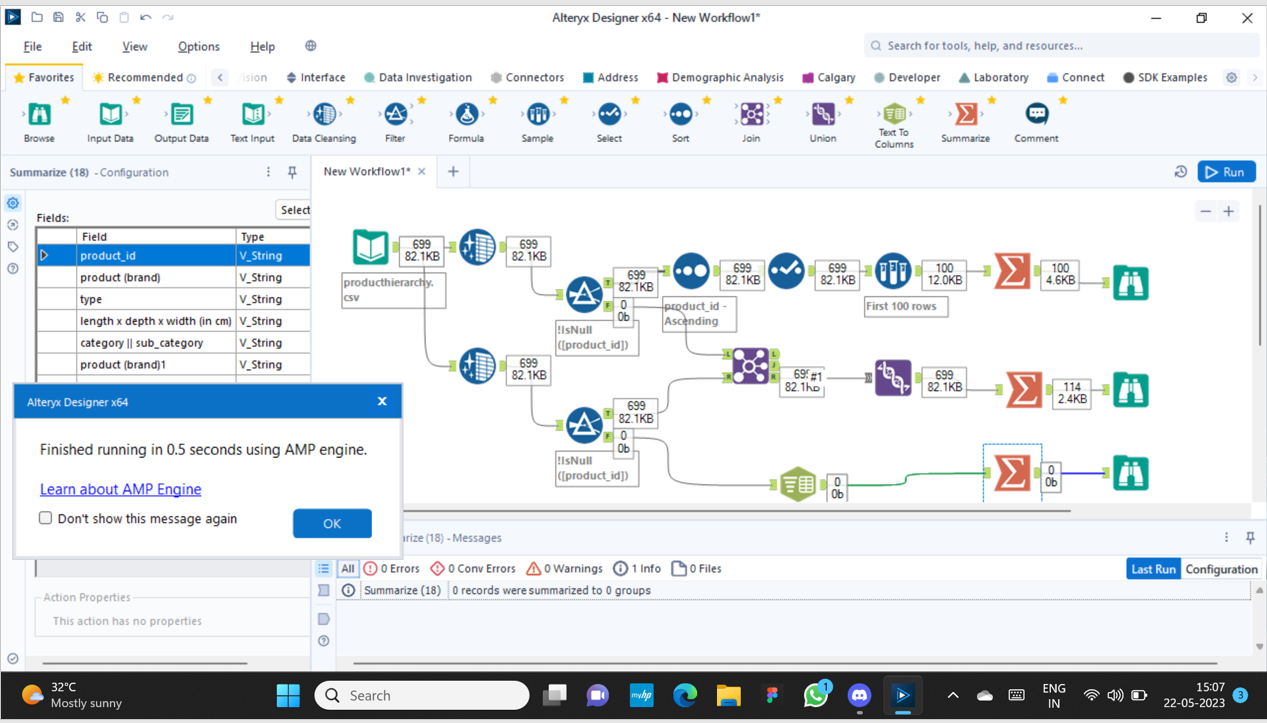 Alteryx Designer x64 - New Workflow1*
File Edit View Options Help
Search for tools, help, and resources...
Favorites Recommended Interface Data Investigation Connectors Address Demographic Analysis Calgary Developer Laboratory Connect SDK Examples
Browse Input Data Output Data Text Input Data Cleansing Filter Formula Sample Select Sort Join Union Text To Columns Summarize Comment
Summarize (18) - Configuration
New Workflow1*
Run
Fields:
Select
Field Type
product_id V_String
product (brand) V_String
type V_String
length x depth x width (in cm) V_String
category || sub_category V_String
product (brand)1 V_String
699
82.1KB
699
82.1KB
producthierarchy.
csv
699
82.1KB
T
F
0
0b
!IsNull
([product_id])
699
82.1KB
product_id -
Ascending
699
82.1KB
100
12.0KB
First 100 rows
100
4.6KB
699
82.1KB
699
82.1KB
T
F
0
0b
!IsNull
([product_id])
L
R
L
J
R
82.1KB
#1
699
82.1KB
114
2.4KB
0
0b
0
0b
Alteryx Designer x64
Finished running in 0.5 seconds using AMP engine.
Learn about AMP Engine
Don't show this message again
OK
(18) - Messages
All 0 Errors 0 Conv Errors 0 Warnings 1 Info 0 Files
Last Run Configuration
Summarize (18) 0 records were summarized to 0 groups
Action Properties
This action has no properties
32°C
Mostly sunny
Search
myhp
1
ENG
IN
15:07
22-05-2023
3